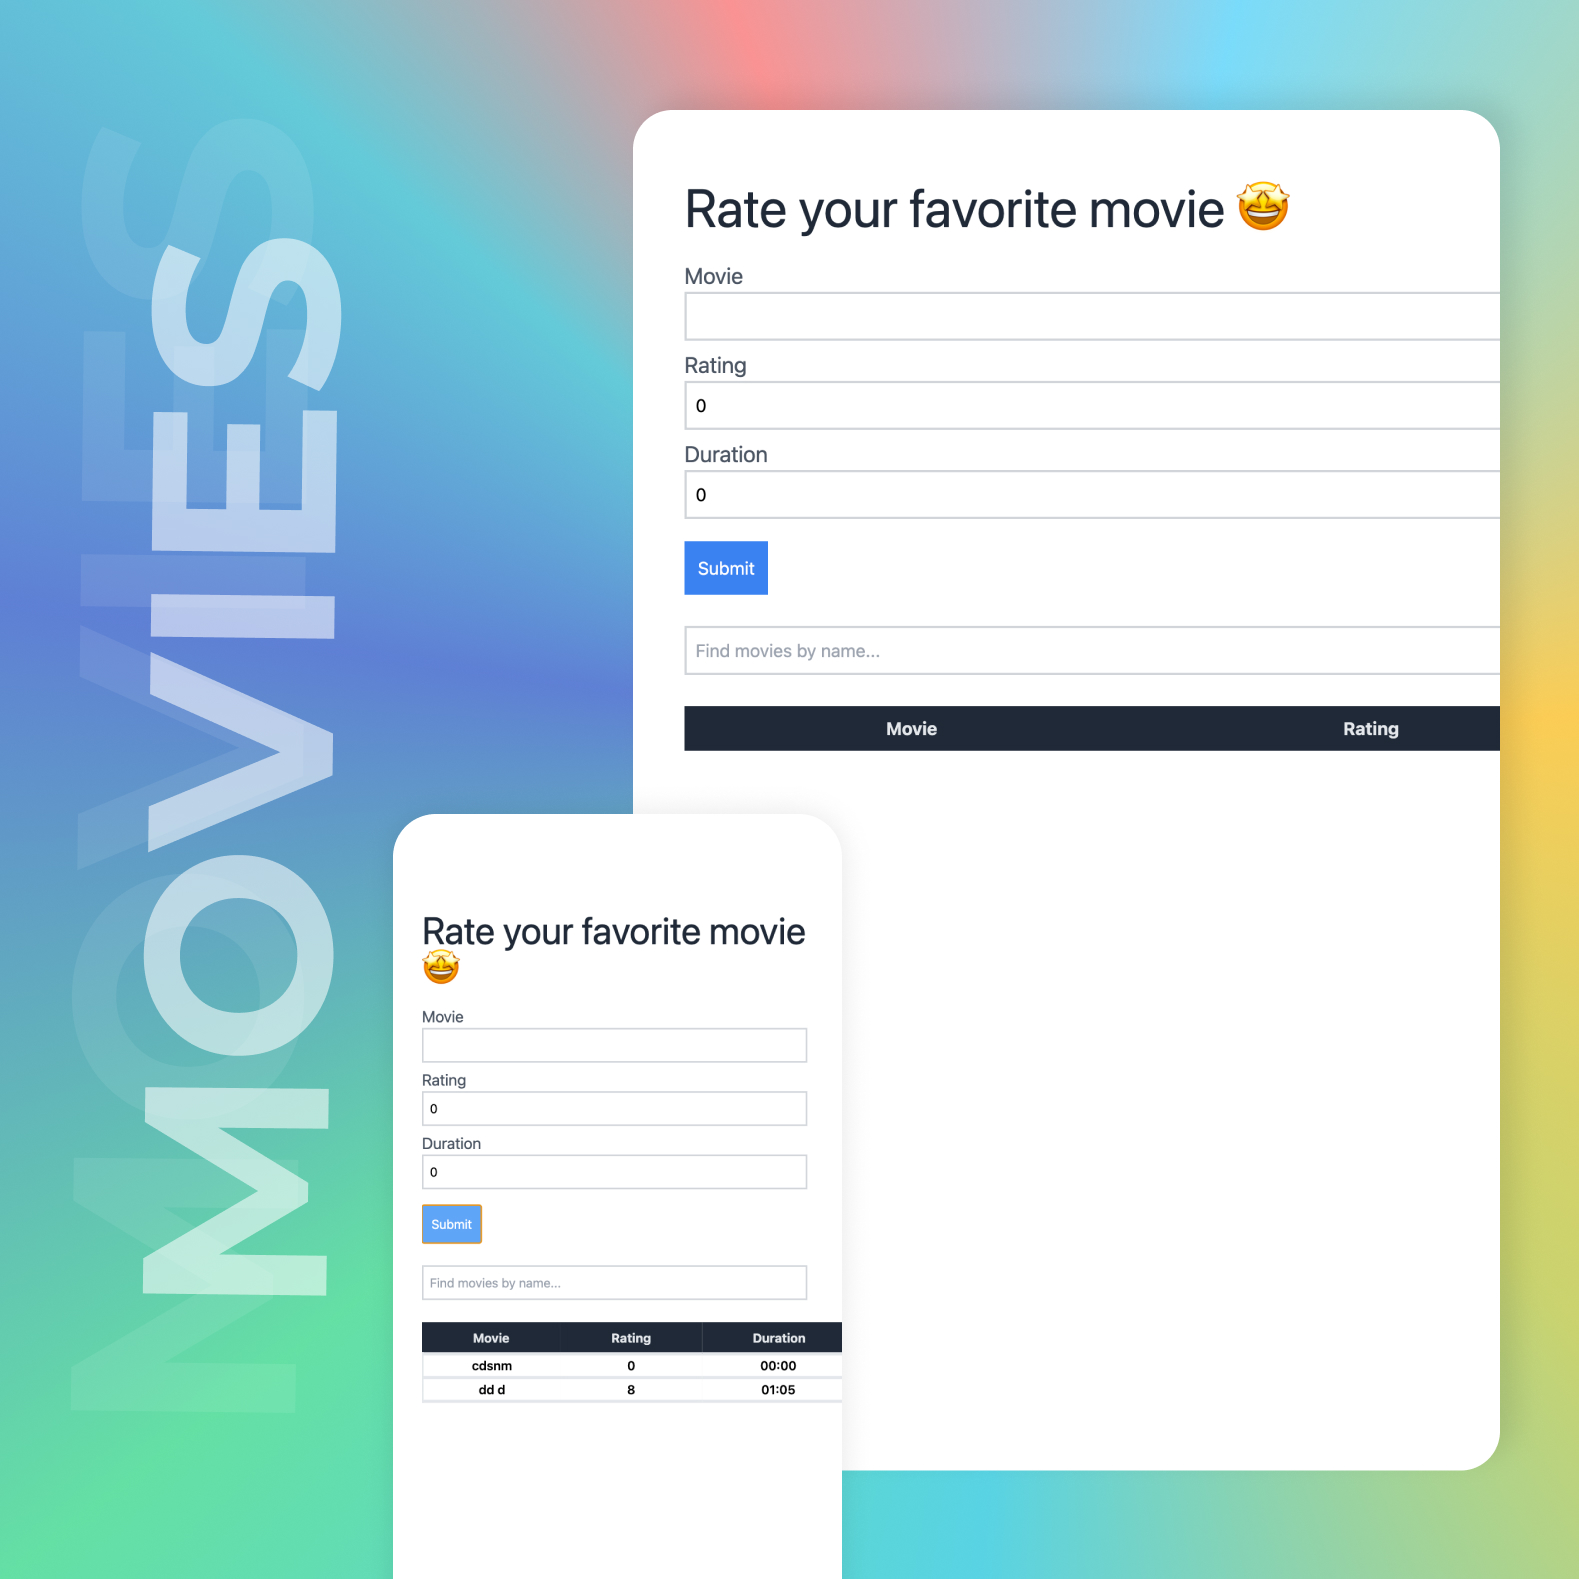 MOVIES
MOVIES
Rate your favorite movie 🤩
Movie
Rating
0
Duration
0
Submit
Find movies by name...
Movie Rating
Rate your favorite movie
🤩
Movie
Rating
0
Duration
0
Submit
Find movies by name...
Movie Rating Duration
cdsnm 0 00:00
dd d 8 01:05